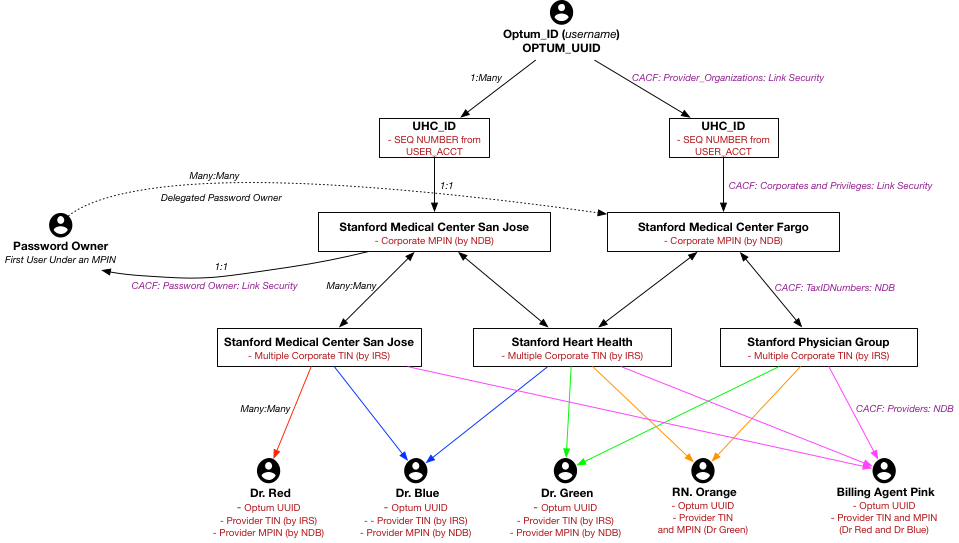 Optum_ID (username)
OPTUM_UUID
1:Many
CACF: Provider_Organizations: Link Security
UHC_ID
- SEQ NUMBER from
USER_ACCT
UHC_ID
- SEQ NUMBER from
USER_ACCT
Many:Many
1:1
CACF: Corporates and Privileges: Link Security
Delegated Password Owner
Password Owner
First User Under an MPIN
Stanford Medical Center San Jose
- Corporate MPIN (by NDB)
Stanford Medical Center Fargo
- Corporate MPIN (by NDB)
1:1
CACF: Password Owner: Link Security
Many:Many
CACF: TaxIDNumbers: NDB
Stanford Medical Center San Jose
- Multiple Corporate TIN (by IRS)
Stanford Heart Health
- Multiple Corporate TIN (by IRS)
Stanford Physician Group
- Multiple Corporate TIN (by IRS)
Many:Many
CACF: Providers: NDB
Dr. Red
- Optum UUID
- Provider TIN (by IRS)
- Provider MPIN (by NDB)
Dr. Blue
- Optum UUID
- - Provider TIN (by IRS)
- Provider MPIN (by NDB)
Dr. Green
- Optum UUID
- Provider TIN (by IRS)
- Provider MPIN (by NDB)
RN. Orange
- Optum UUID
- Provider TIN
and MPIN (Dr Green)
Billing Agent Pink
- Optum UUID
- Provider TIN and MPIN
(Dr Red and Dr Blue)